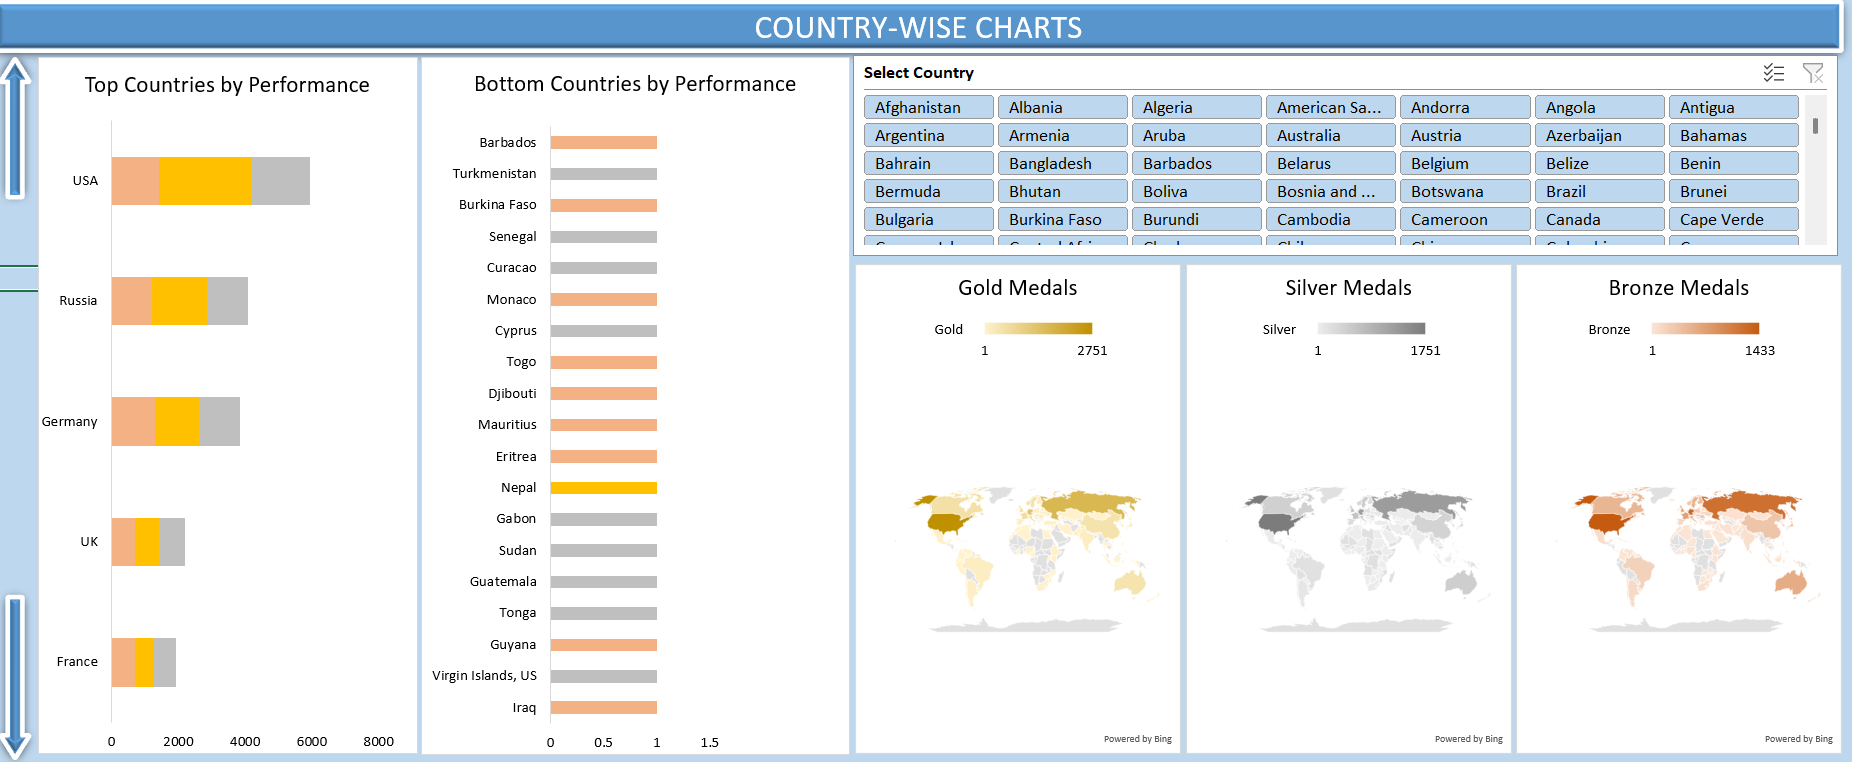 COUNTRY-WISE CHARTS
Top Countries by Performance
USA
Russia
Germany
UK
France
0 2000 4000 6000 8000
Bottom Countries by Performance
Barbados
Turkmenistan
Burkina Faso
Senegal
Curacao
Monaco
Cyprus
Togo
Djibouti
Mauritius
Eritrea
Nepal
Gabon
Sudan
Guatemala
Tonga
Guyana
Virgin Islands, US
Iraq
0 0.5 1 1.5
Select Country
Afghanistan Albania Algeria American Sa... Andorra Angola Antigua
Argentina Armenia Aruba Australia Austria Azerbaijan Bahamas
Bahrain Bangladesh Barbados Belarus Belgium Belize Benin
Bermuda Bhutan Boliva Bosnia and ... Botswana Brazil Brunei
Bulgaria Burkina Faso Burundi Cambodia Cameroon Canada Cape Verde
Gold Medals
Gold
1 2751
Powered by Bing
Silver Medals
Silver
1 1751
Powered by Bing
Bronze Medals
Bronze
1 1433
Powered by Bing